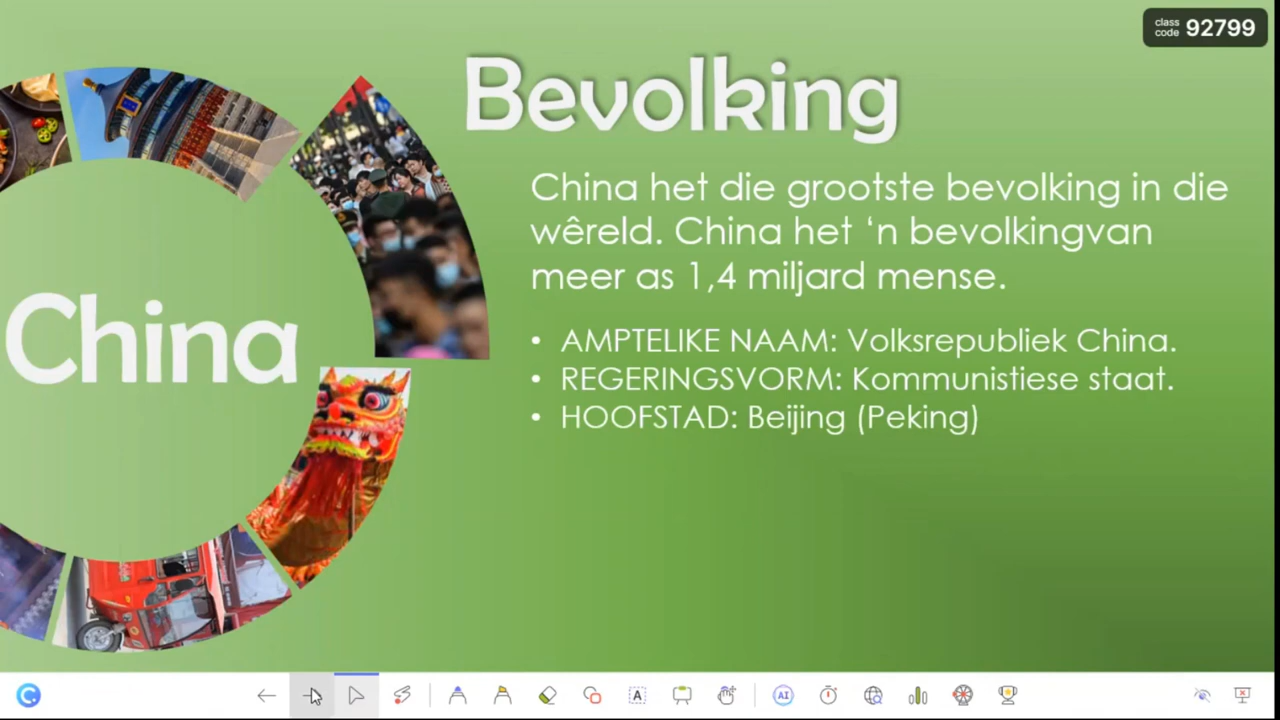 class
code 92799
Bevolking
China het die grootste bevolking in die
wêreld. China het ‘n bevolkingvan
meer as 1,4 miljard mense.
• AMPTELIKE NAAM: Volksrepubliek China.
• REGERINGSVORM: Kommunistiese staat.
• HOOFSTAD: Beijing (Peking)
China
A
AI